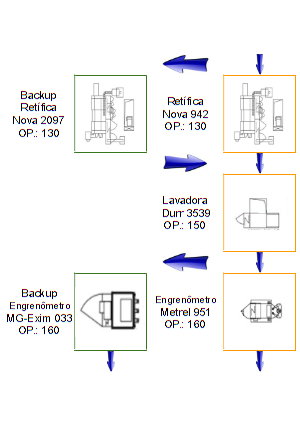 Backup
Retífica
Nova 2097
OP.: 130
Retífica
Nova 942
OP.: 130
Lavadora
Durr 3539
OP.: 150
Backup
Engrenômetro
MG-Exim 033
OP.: 160
Engrenômetro
Metrel 951
OP.: 160